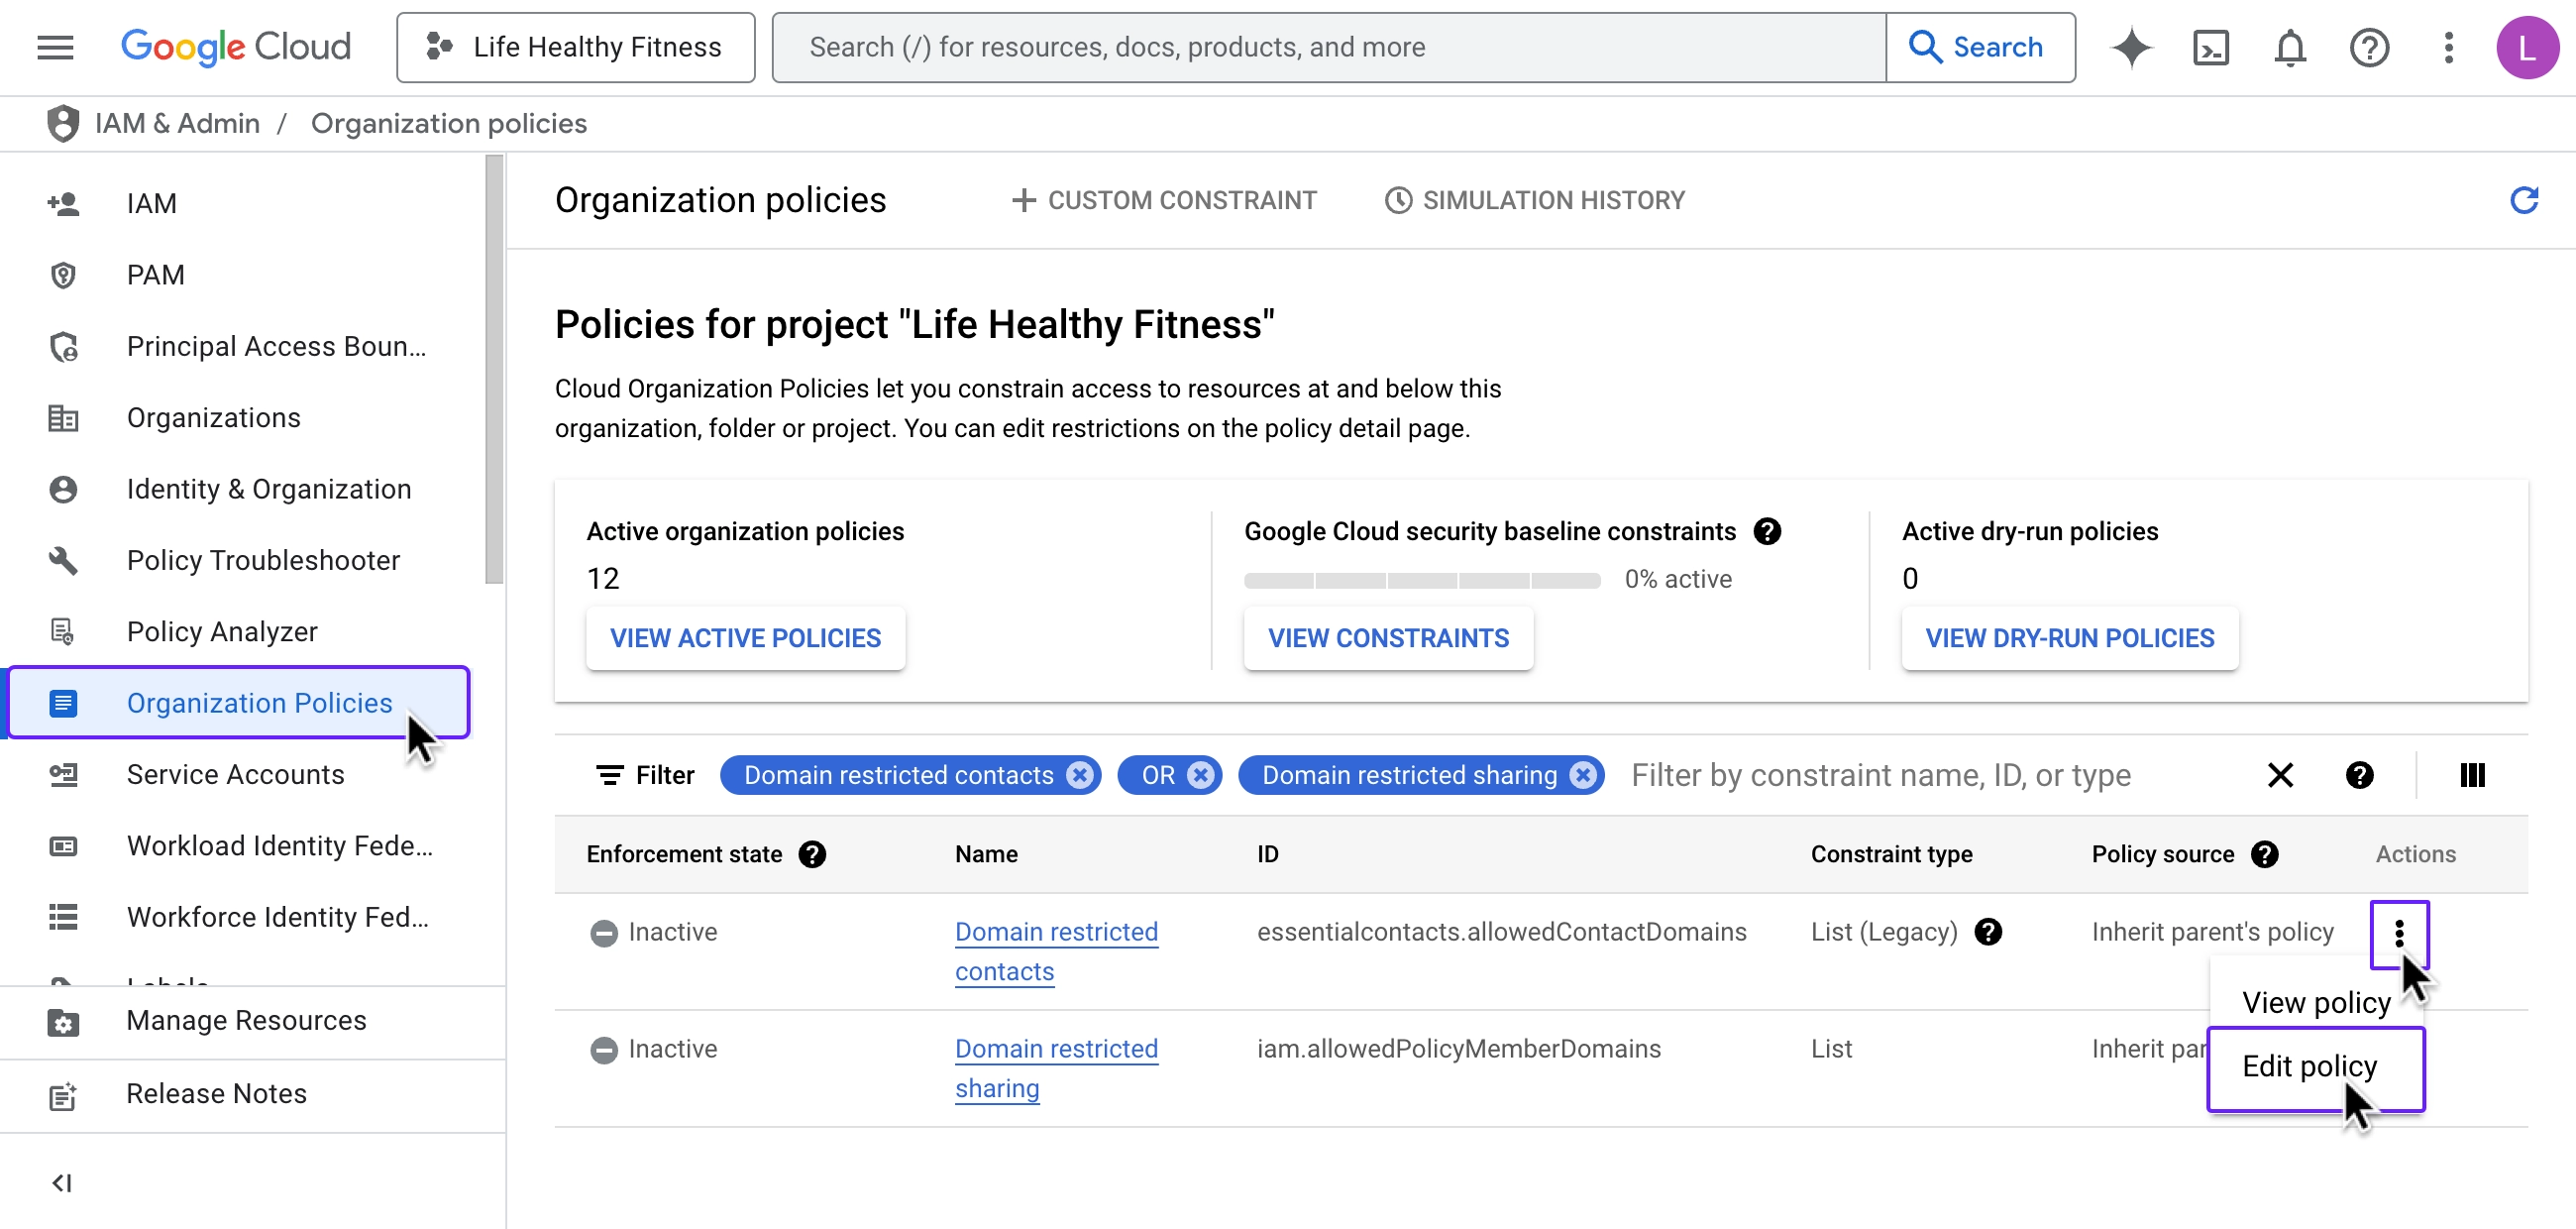 Google Cloud
Life Healthy Fitness
Search (/) for resources, docs, products, and more
Search
L
IAM & Admin / Organization policies
IAM
PAM
Principal Access Boun...
Organizations
Identity & Organization
Policy Troubleshooter
Policy Analyzer
Organization Policies
Service Accounts
Workload Identity Fede...
Workforce Identity Fed...
Labels
Manage Resources
Release Notes
Organization policies
CUSTOM CONSTRAINT
SIMULATION HISTORY
Policies for project "Life Healthy Fitness"
Cloud Organization Policies let you constrain access to resources at and below this
organization, folder or project. You can edit restrictions on the policy detail page.
Active organization policies
12
VIEW ACTIVE POLICIES
Google Cloud security baseline constraints
0% active
VIEW CONSTRAINTS
Active dry-run policies
0
VIEW DRY-RUN POLICIES
Filter
Domain restricted contacts
OR
Domain restricted sharing
Filter by constraint name, ID, or type
Enforcement state
Name
ID
Constraint type
Policy source
Actions
Inactive
Domain restricted
contacts
essentialcontacts.allowedContactDomains
List (Legacy)
Inherit parent's policy
View policy
Edit policy
Inactive
Domain restricted
sharing
iam.allowedPolicyMemberDomains
List
Inherit par